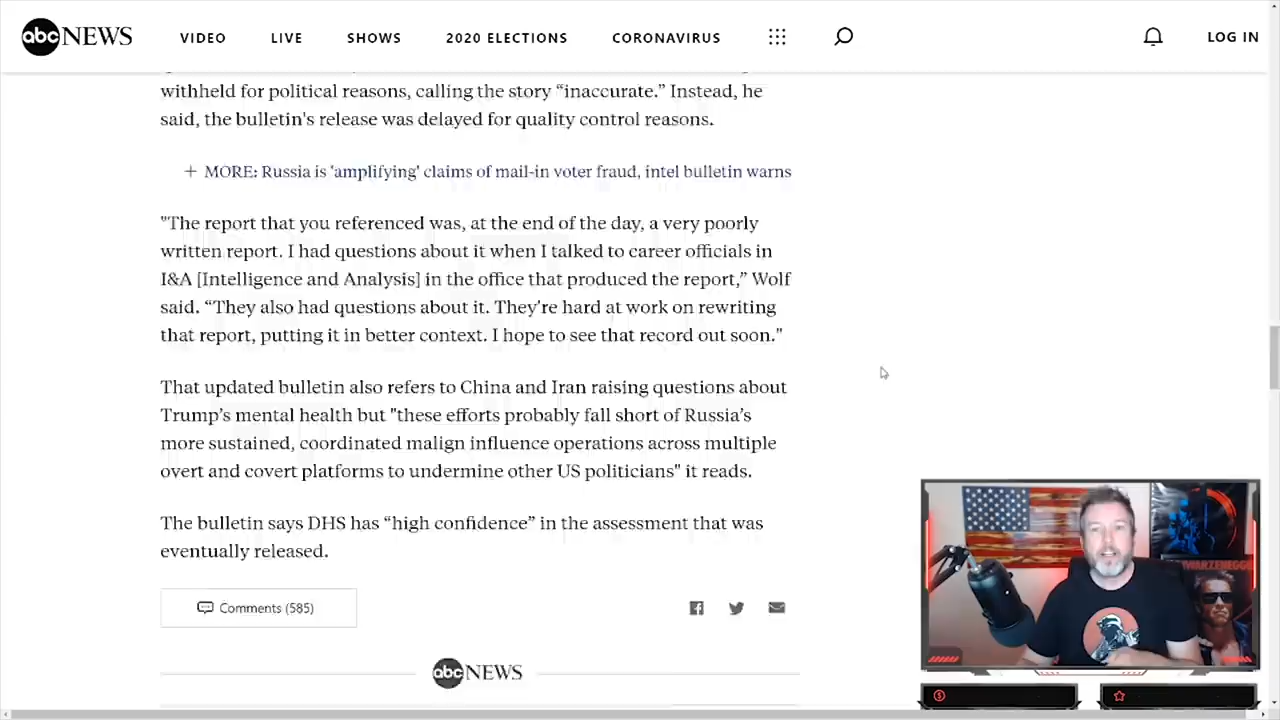 abc NEWS VIDEO LIVE SHOWS 2020 ELECTIONS CORONAVIRUS LOG IN
withheld for political reasons, calling the story “inaccurate.” Instead, he
said, the bulletin's release was delayed for quality control reasons.
+ MORE: Russia is 'amplifying' claims of mail-in voter fraud, intel bulletin warns
"The report that you referenced was, at the end of the day, a very poorly
written report. I had questions about it when I talked to career officials in
I&A [Intelligence and Analysis] in the office that produced the report,” Wolf
said. “They also had questions about it. They're hard at work on rewriting
that report, putting it in better context. I hope to see that record out soon."
That updated bulletin also refers to China and Iran raising questions about
Trump’s mental health but "these efforts probably fall short of Russia’s
more sustained, coordinated malign influence operations across multiple
overt and covert platforms to undermine other US politicians" it reads.
The bulletin says DHS has “high confidence” in the assessment that was
eventually released.
Comments (585)
abc NEWS